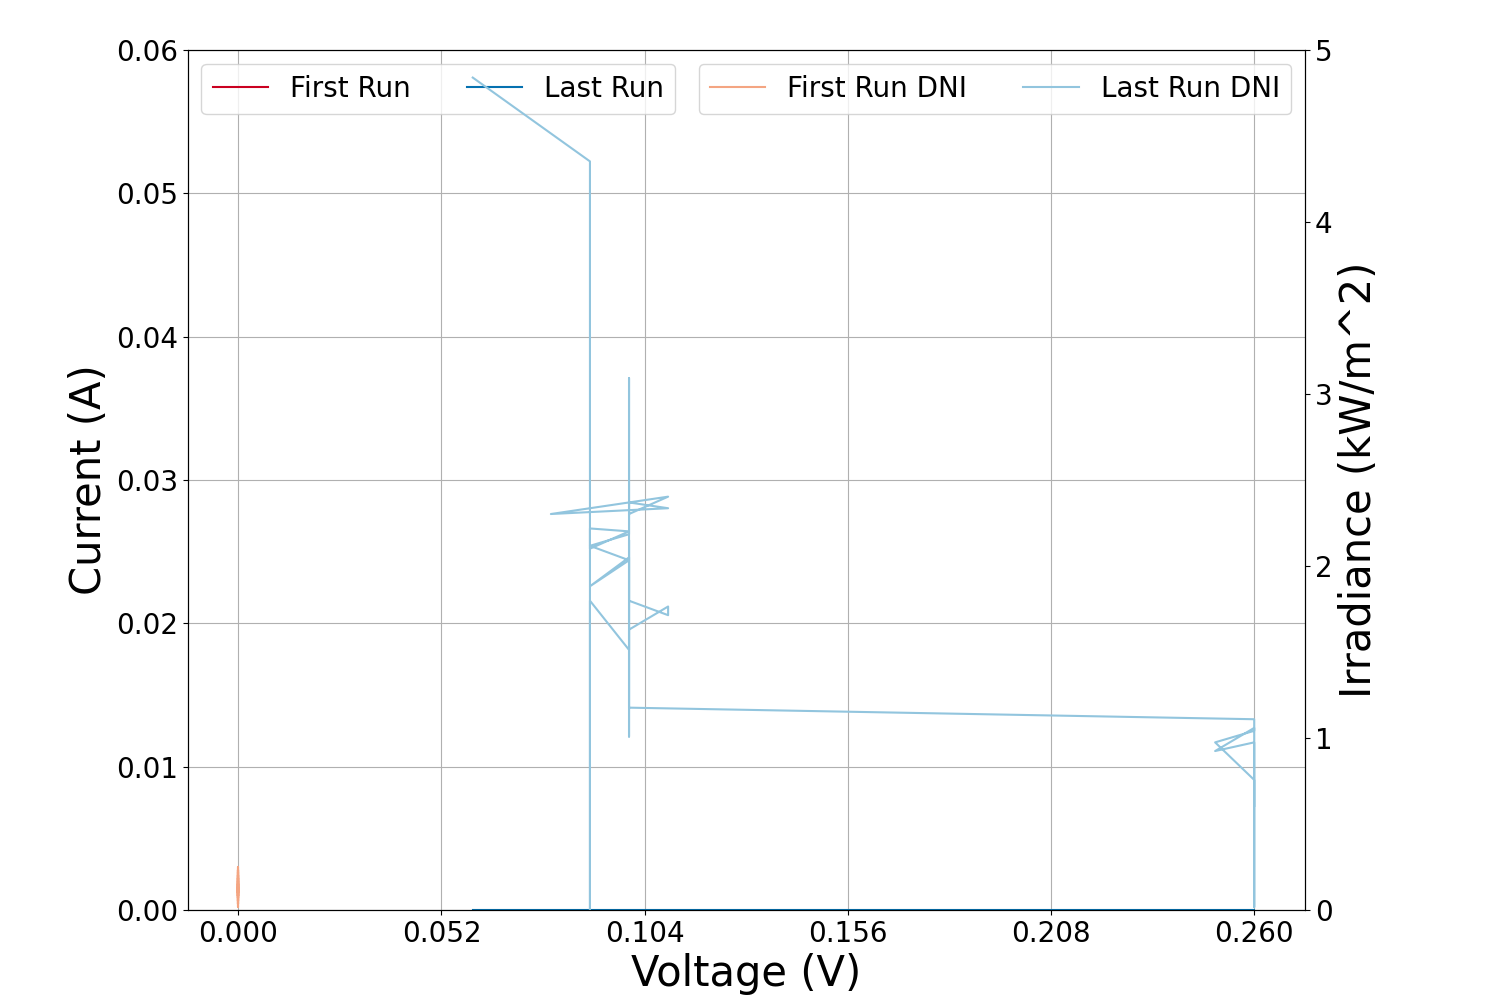 First Run
Last Run
First Run DNI
Last Run DNI
0.06
0.05
0.04
0.03
0.02
0.01
0.00
Current (A)
5
4
3
2
1
0
Irradiance (kW/m^2)
0.000
0.052
0.104
0.156
0.208
0.260
Voltage (V)